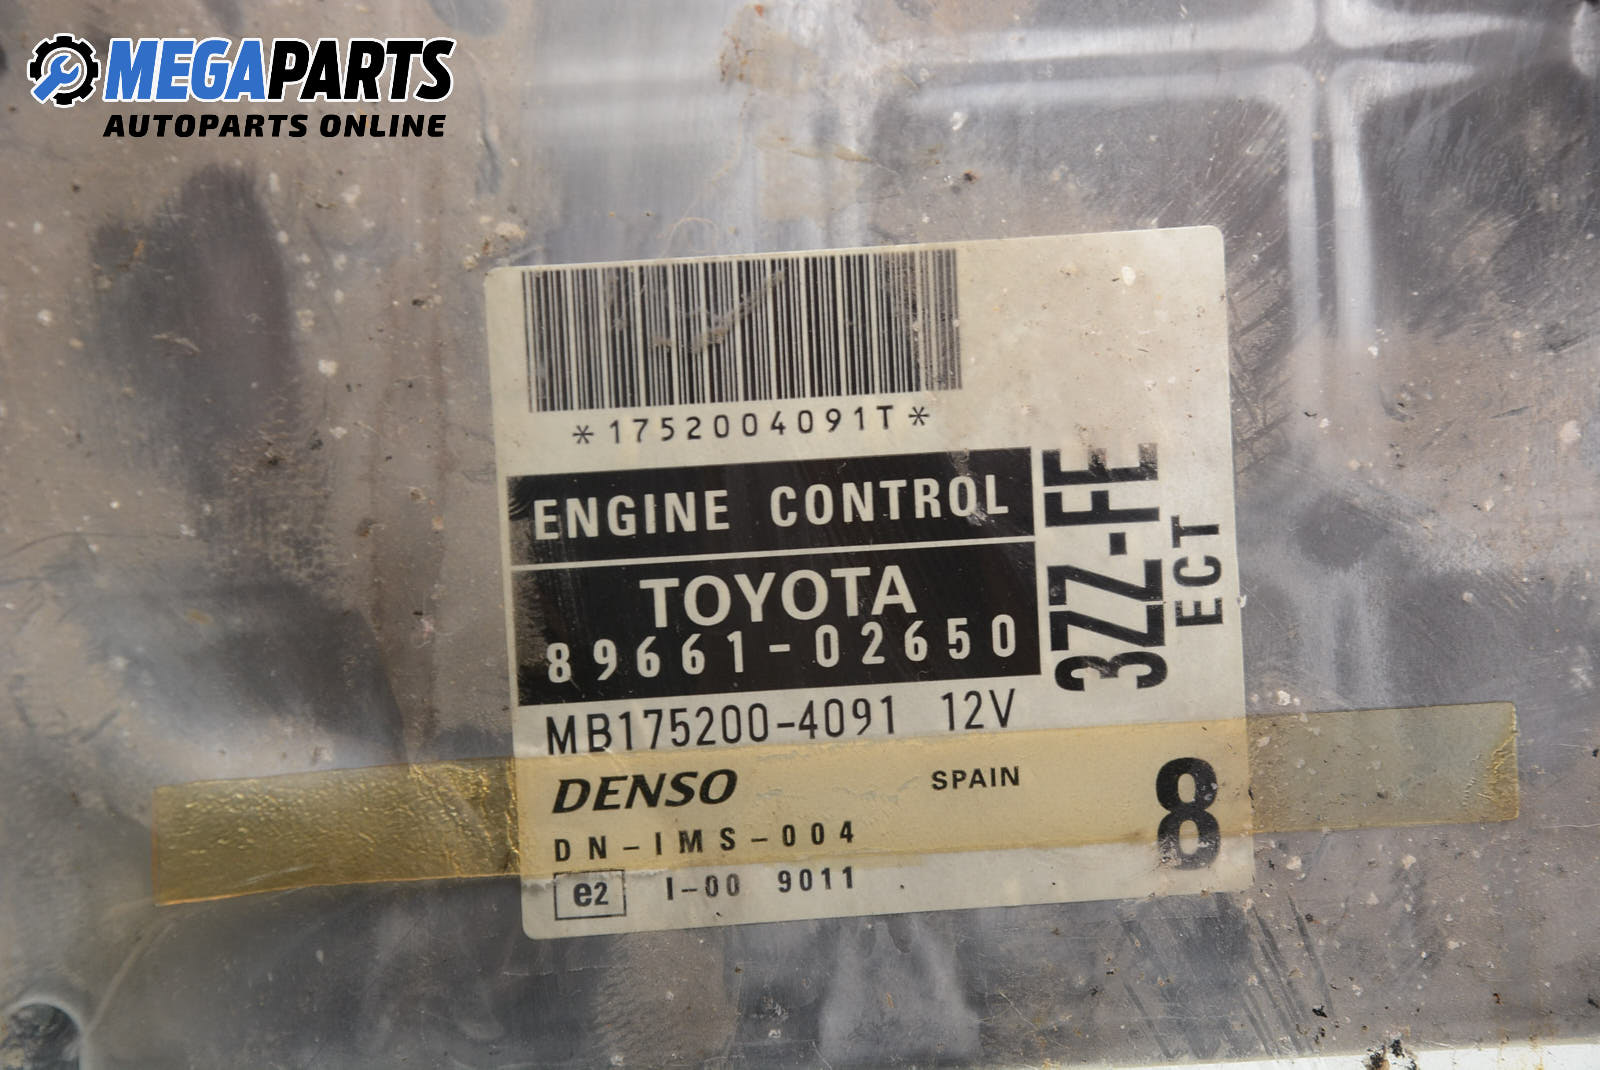 MEGAPARTS
AUTOPARTS ONLINE
*1752004091T*
ENGINE CONTROL
TOYOTA
89661-02650
3ZZ-FE
ECT
MB175200-4091 12V
DENSO SPAIN
DN-IMS-004
8
e2 I-00 9011